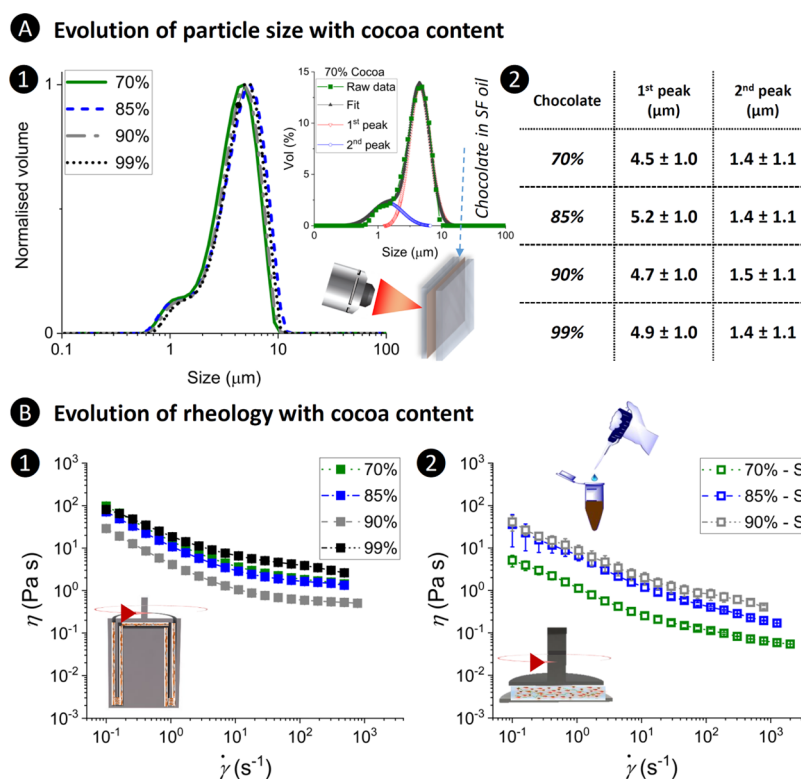 A Evolution of particle size with cocoa content
1
70%
85%
90%
99%
Normalised volume
1
0
0.1 1 10 100
Size (μm)
70% Cocoa
Raw data
Fit
1st peak
2nd peak
Vol (%)
15
10
5
0
0 1 10 100
Size (μm)
Chocolate in SF oil
2
Chocolate 1st peak (μm) 2nd peak (μm)
70% 4.5 ± 1.0 1.4 ± 1.1
85% 5.2 ± 1.0 1.4 ± 1.1
90% 4.7 ± 1.0 1.5 ± 1.1
99% 4.9 ± 1.0 1.4 ± 1.1
B Evolution of rheology with cocoa content
1
70%
85%
90%
99%
η (Pa s)
10³
10²
10¹
10⁰
10⁻¹
10⁻²
10⁻³
10⁻¹ 10⁰ 10¹ 10² 10³
γ̇ (s⁻¹)
2
70% - S
85% - S
90% - S
η (Pa s)
10³
10²
10¹
10⁰
10⁻¹
10⁻²
10⁻³
10⁻¹ 10⁰ 10¹ 10² 10³
γ̇ (s⁻¹)